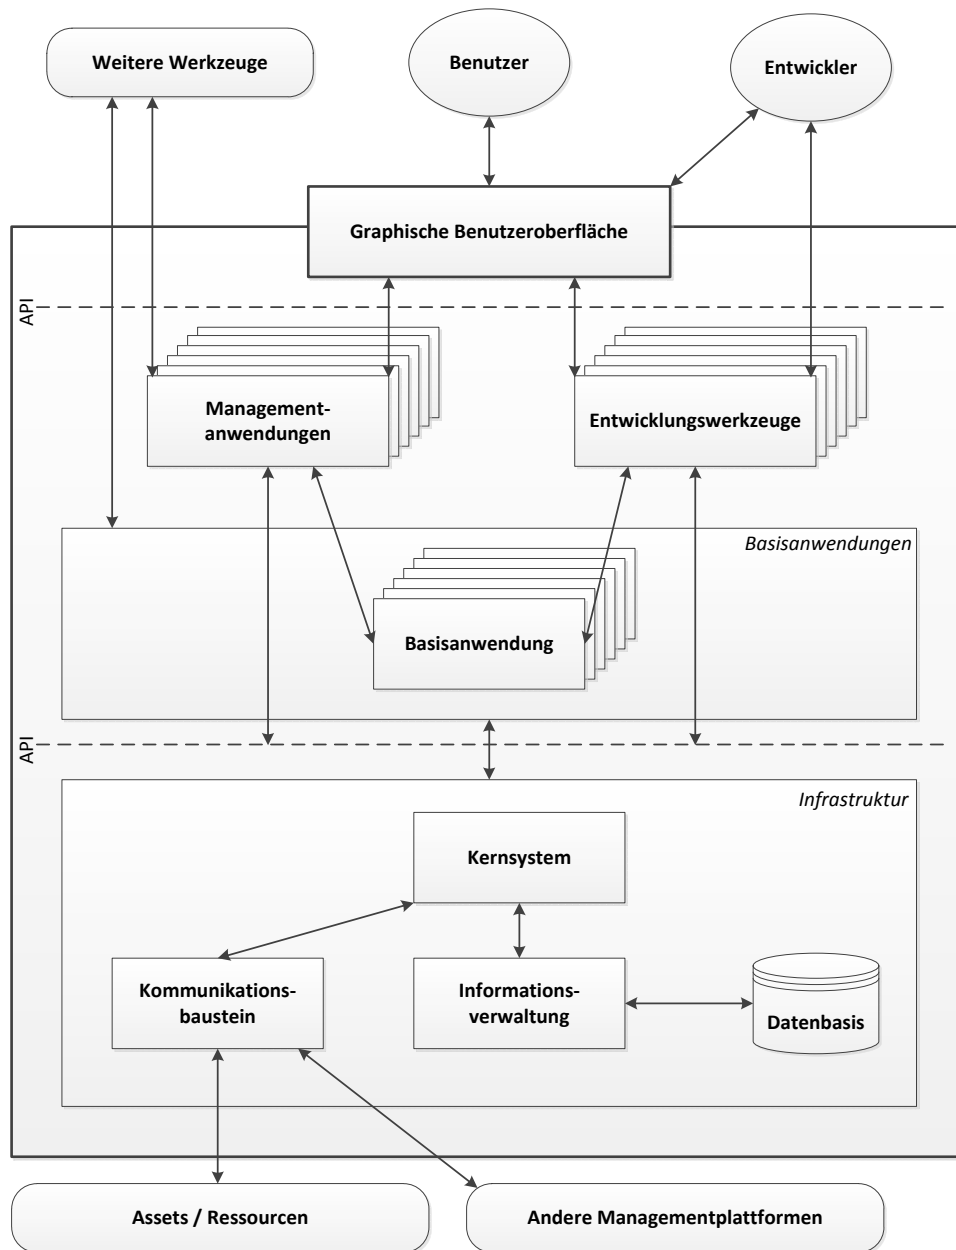 Weitere Werkzeuge
Benutzer
Entwickler
Graphische Benutzeroberfläche
API
Management-
anwendungen
Entwicklungswerkzeuge
Basisanwendungen
Basisanwendung
API
Infrastruktur
Kernsystem
Kommunikations-
baustein
Informations-
verwaltung
Datenbasis
Assets / Ressourcen
Andere Managementplattformen